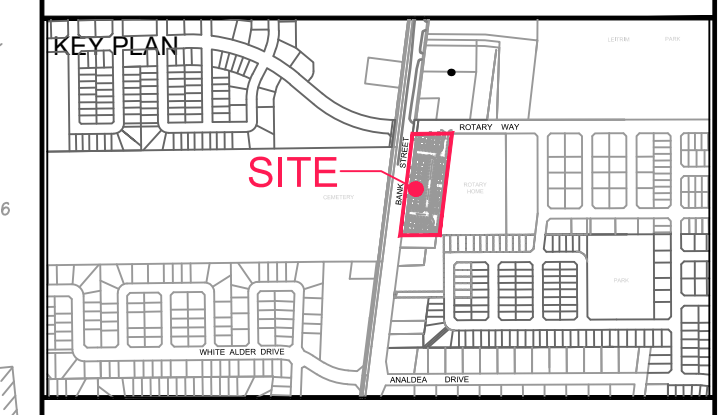 KEY PLAN
LEITRIM PARK
ROTARY WAY
BANK STREET
SITE
ROTARY
HOME
CEMETERY
6
PARK
WHITE ALDER DRIVE
ANALDEA DRIVE